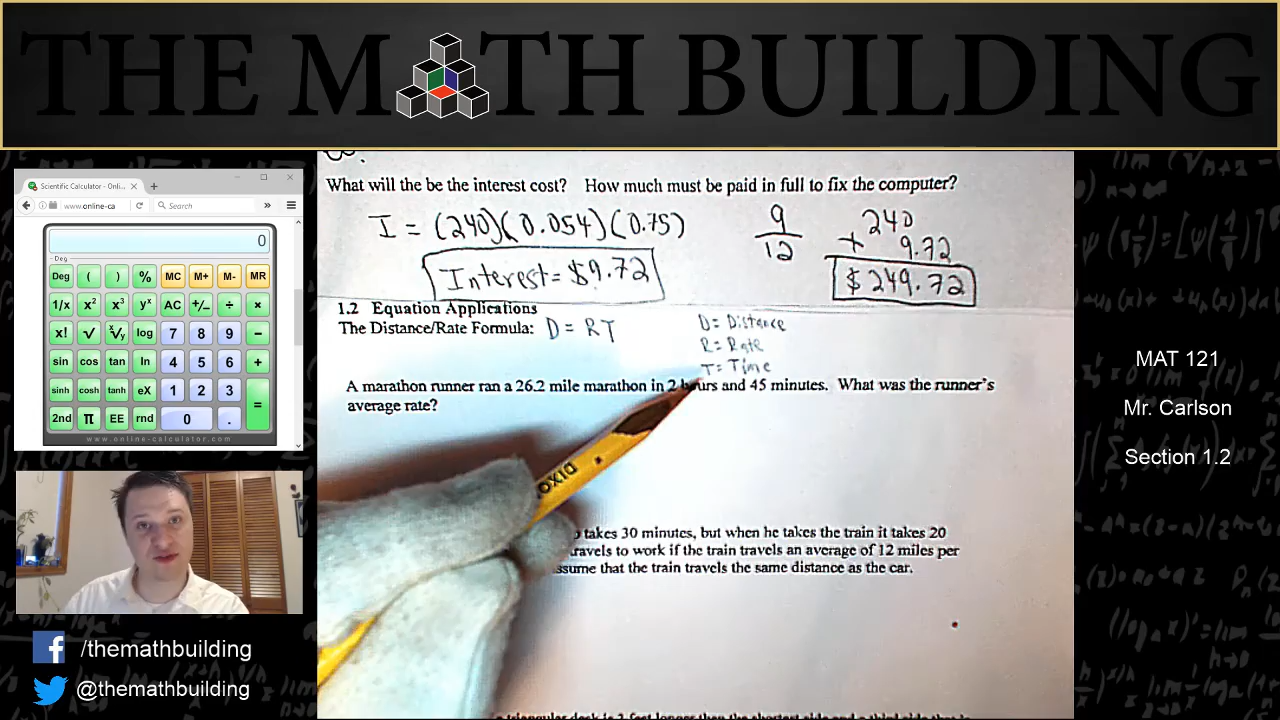 THE MATH BUILDING
Scientific Calculator - Onli...
www.online-ca
Search
0
Deg
Deg ( ) % MC M+ M- MR
1/x x² x³ yˣ AC +/_ ÷ ×
x! √ ˣ√y log 7 8 9 −
sin cos tan ln 4 5 6 +
sinh cosh tanh eX 1 2 3 =
2nd π EE rnd 0 .
www.online-calculator.com
What will the be the interest cost? How much must be paid in full to fix the computer?
I = (240)(0.054)(0.75)
Interest = $9.72
9
12
240
+ 9.72
$249.72
1.2 Equation Applications
The Distance/Rate Formula: D = RT
D = Distance
R = Rate
T = Time
A marathon runner ran a 26.2 mile marathon in 2 hours and 45 minutes. What was the runner's
average rate?
takes 30 minutes, but when he takes the train it takes 20
travels to work if the train travels an average of 12 miles per
assume that the train travels the same distance as the car.
DIXO
MAT 121
Mr. Carlson
Section 1.2
/themathbuilding
@themathbuilding